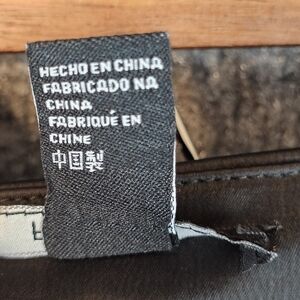 HECHO EN CHINA
FABRICADO NA
CHINA
FABRIQUÉ EN
CHINE
中国製